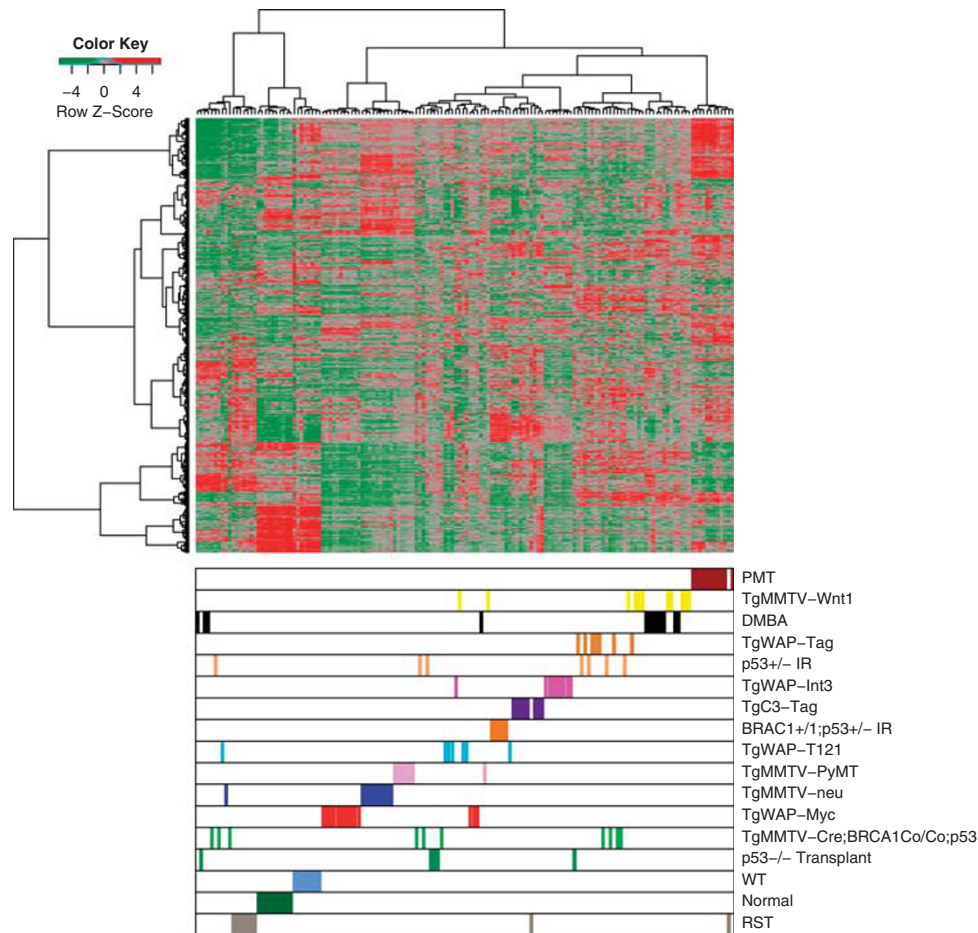 Color Key
−4 0 4
Row Z−Score
PMT
TgMMTV−Wnt1
DMBA
TgWAP−Tag
p53+/− IR
TgWAP−Int3
TgC3−Tag
BRAC1+/1;p53+/− IR
TgWAP−T121
TgMMTV−PyMT
TgMMTV−neu
TgWAP−Myc
TgMMTV−Cre;BRCA1Co/Co;p53
p53−/− Transplant
WT
Normal
RST